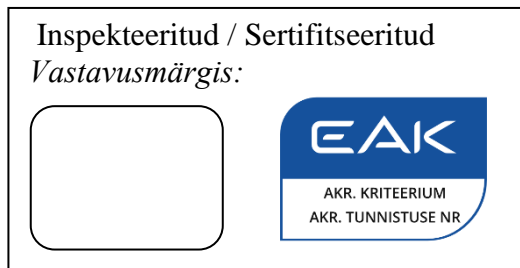 Inspekteeritud / Sertifitseeritud
Vastavusmärgis:
EAK
AKR. KRITEERIUM
AKR. TUNNISTUSE NR